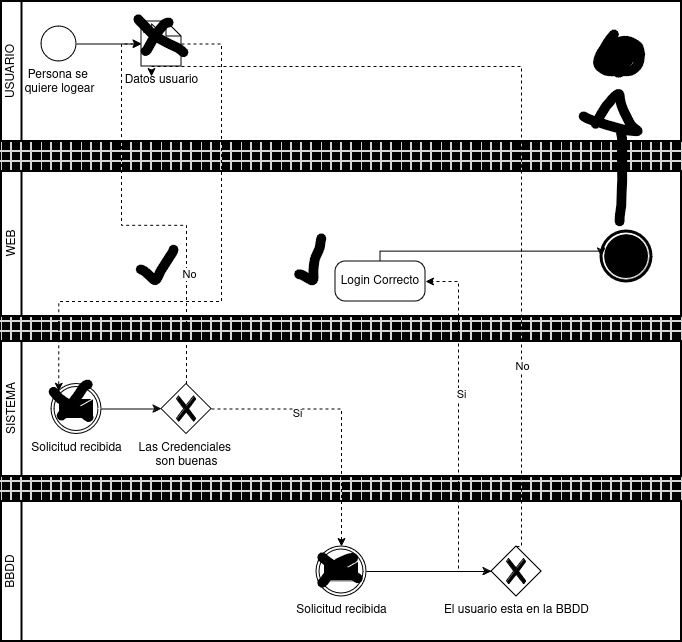 USUARIO
Persona se
quiere logear
Datos usuario
WEB
No
Login Correcto
SISTEMA
No
Si
Si
Solicitud recibida
Las Credenciales
son buenas
BBDD
Solicitud recibida
El usuario esta en la BBDD